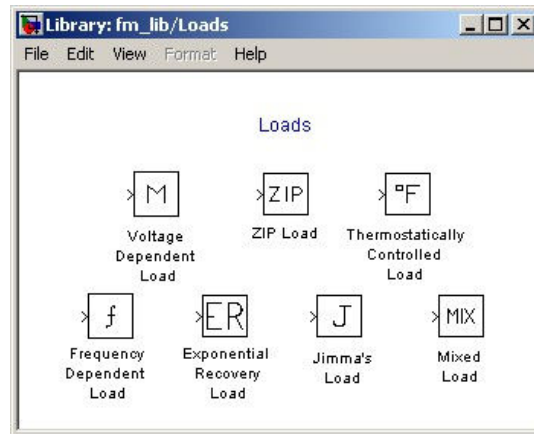 Library: fm_lib/Loads
File Edit View Format Help
Loads
M
ZIP
°F
Voltage
Dependent
Load
ZIP Load
Thermostatically
Controlled
Load
f
ER
J
MIX
Frequency
Dependent
Load
Exponential
Recovery
Load
Jimma's
Load
Mixed
Load